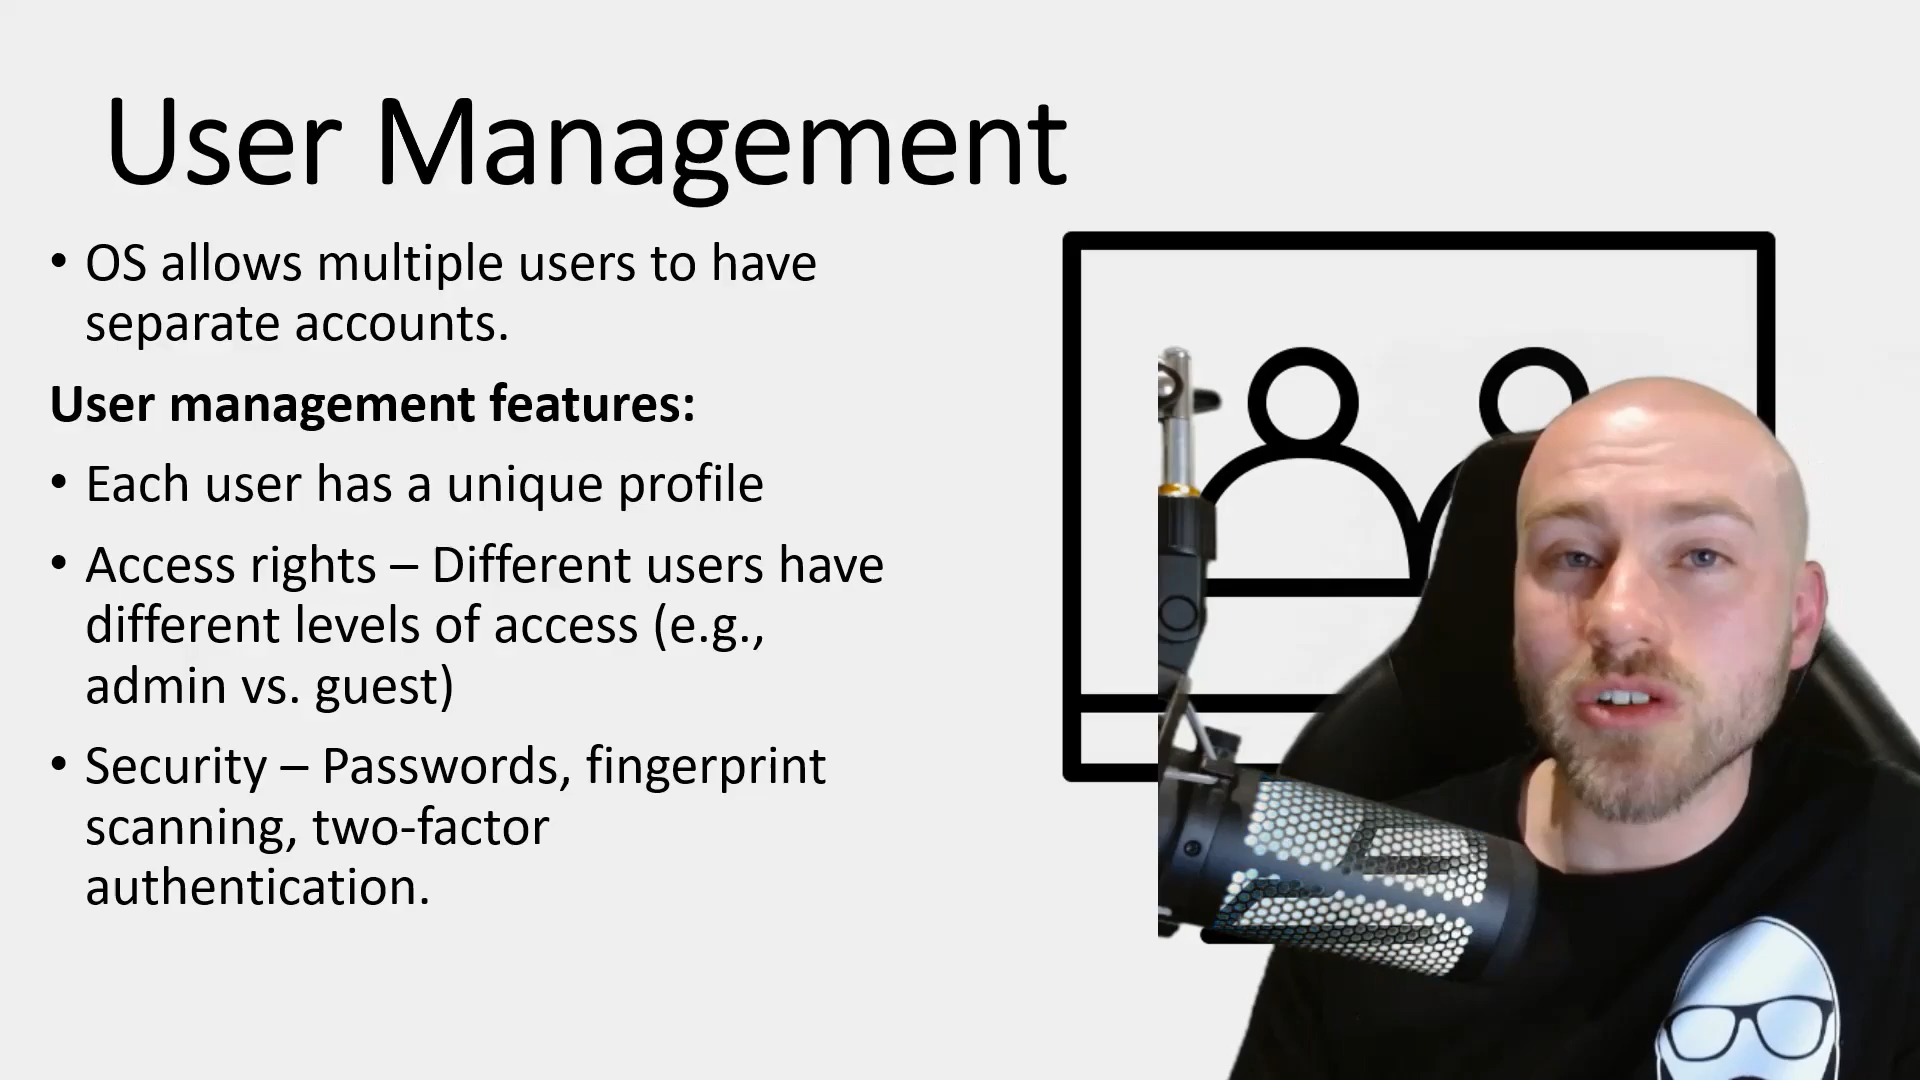 User Management
• OS allows multiple users to have
separate accounts.
User management features:
• Each user has a unique profile
• Access rights – Different users have
different levels of access (e.g.,
admin vs. guest)
• Security – Passwords, fingerprint
scanning, two-factor
authentication.